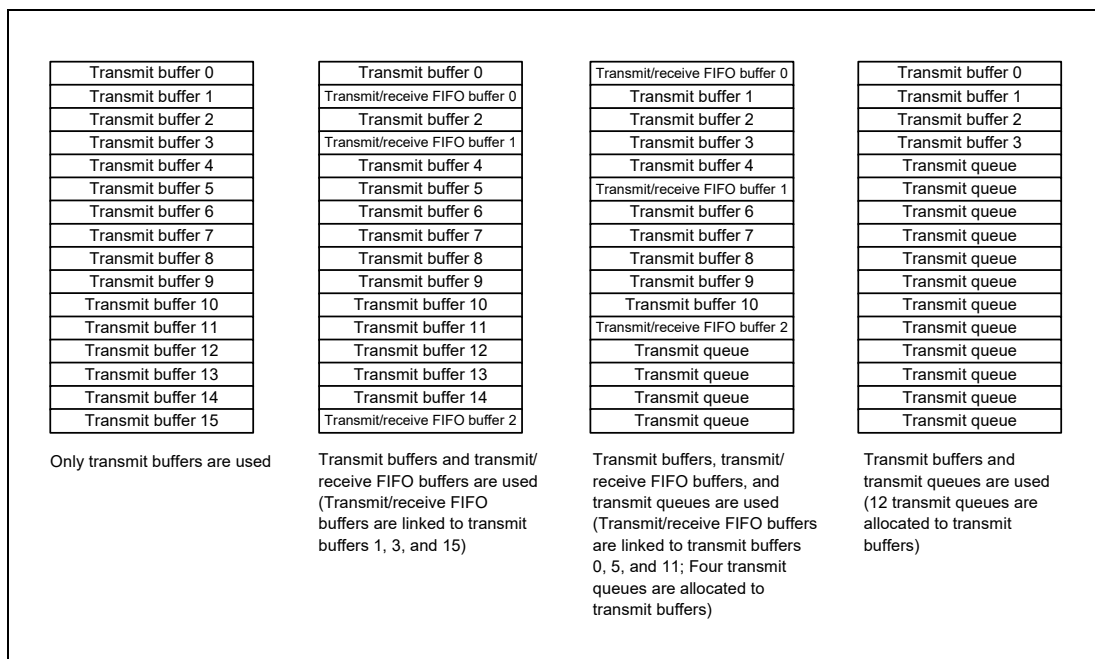 Transmit buffer 0
Transmit buffer 1
Transmit buffer 2
Transmit buffer 3
Transmit buffer 4
Transmit buffer 5
Transmit buffer 6
Transmit buffer 7
Transmit buffer 8
Transmit buffer 9
Transmit buffer 10
Transmit buffer 11
Transmit buffer 12
Transmit buffer 13
Transmit buffer 14
Transmit buffer 15
Only transmit buffers are used
Transmit buffer 0
Transmit/receive FIFO buffer 0
Transmit buffer 2
Transmit/receive FIFO buffer 1
Transmit buffer 4
Transmit buffer 5
Transmit buffer 6
Transmit buffer 7
Transmit buffer 8
Transmit buffer 9
Transmit buffer 10
Transmit buffer 11
Transmit buffer 12
Transmit buffer 13
Transmit buffer 14
Transmit/receive FIFO buffer 2
Transmit buffers and transmit/
receive FIFO buffers are used
(Transmit/receive FIFO
buffers are linked to transmit
buffers 1, 3, and 15)
Transmit/receive FIFO buffer 0
Transmit buffer 1
Transmit buffer 2
Transmit buffer 3
Transmit buffer 4
Transmit/receive FIFO buffer 1
Transmit buffer 6
Transmit buffer 7
Transmit buffer 8
Transmit buffer 9
Transmit buffer 10
Transmit/receive FIFO buffer 2
Transmit queue
Transmit queue
Transmit queue
Transmit queue
Transmit buffers, transmit/
receive FIFO buffers, and
transmit queues are used
(Transmit/receive FIFO buffers
are linked to transmit buffers
0, 5, and 11; Four transmit
queues are allocated to
transmit buffers)
Transmit buffer 0
Transmit buffer 1
Transmit buffer 2
Transmit buffer 3
Transmit queue
Transmit queue
Transmit queue
Transmit queue
Transmit queue
Transmit queue
Transmit queue
Transmit queue
Transmit queue
Transmit queue
Transmit queue
Transmit queue
Transmit buffers and
transmit queues are used
(12 transmit queues are
allocated to transmit
buffers)